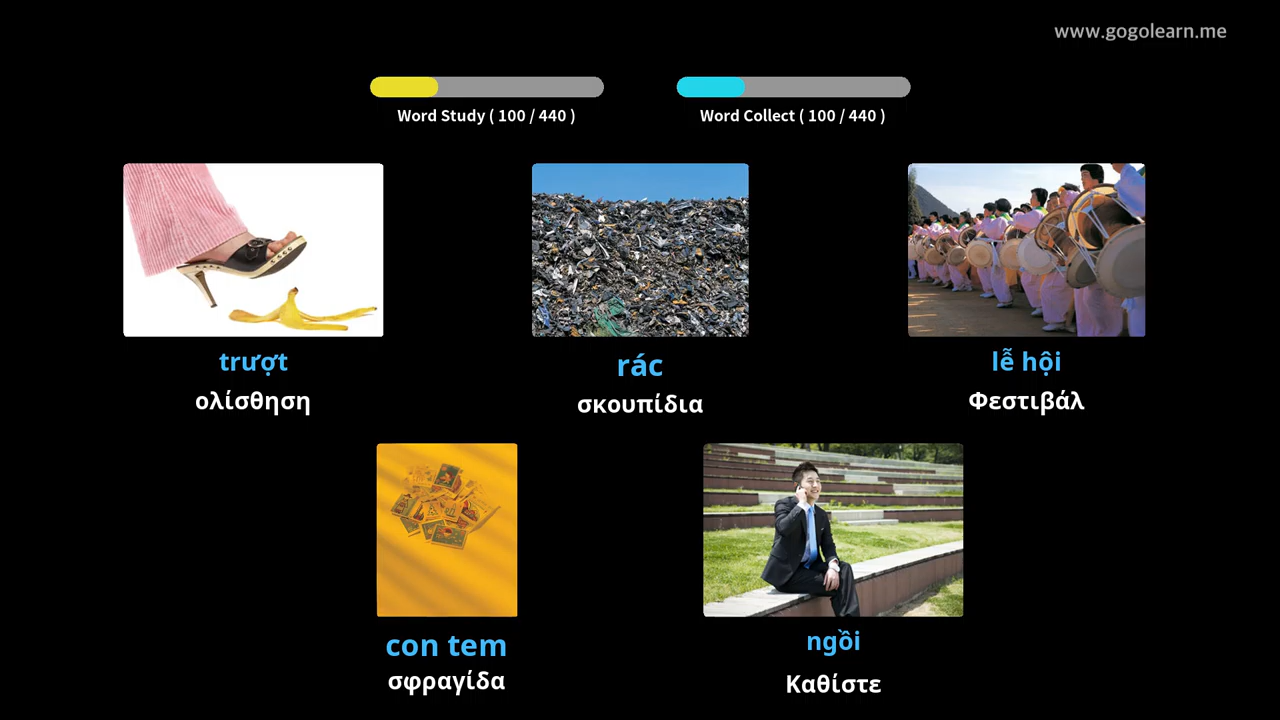 www.gogolearn.me
Word Study ( 100 / 440 )
Word Collect ( 100 / 440 )
trượt
ολίσθηση
rác
σκουπίδια
lễ hội
Φεστιβάλ
con tem
σφραγίδα
ngồi
Καθίστε